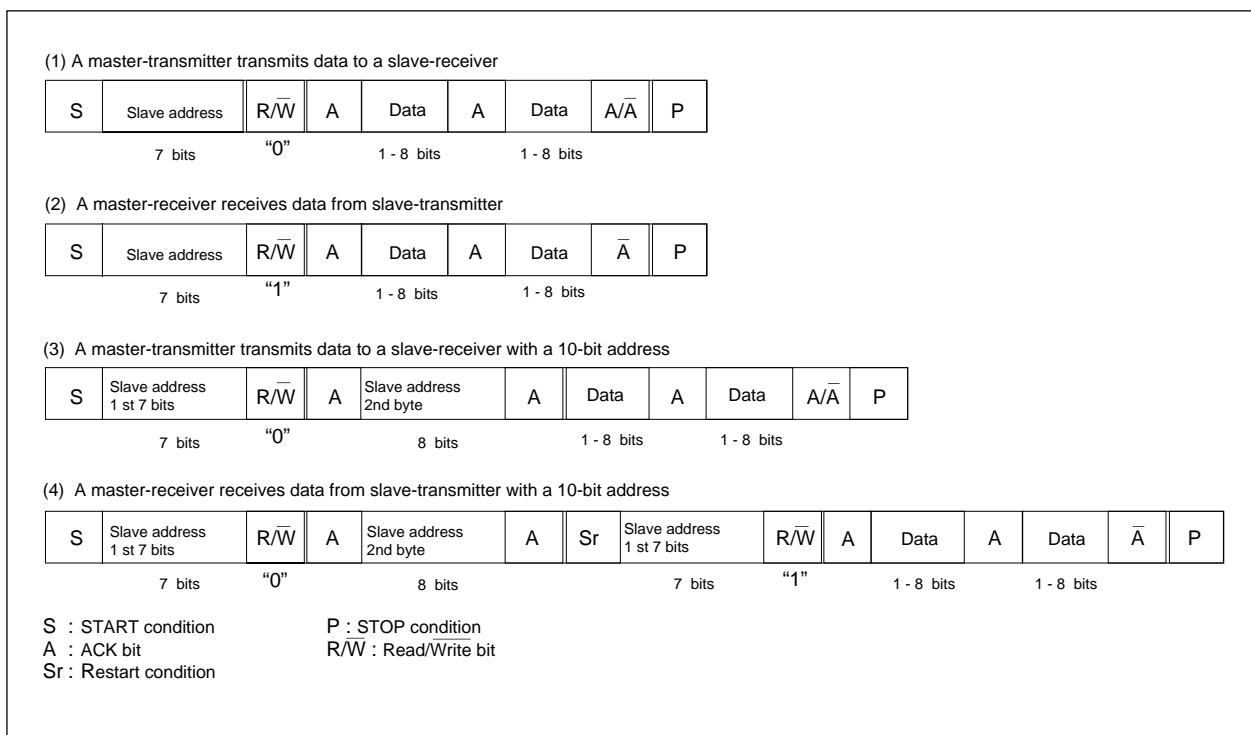 (1) A master-transmitter transmits data to a slave-receiver
S Slave address R/W̅ A Data A Data A/A̅ P
7 bits “0” 1 - 8 bits 1 - 8 bits
(2) A master-receiver receives data from slave-transmitter
S Slave address R/W̅ A Data A Data A̅ P
7 bits “1” 1 - 8 bits 1 - 8 bits
(3) A master-transmitter transmits data to a slave-receiver with a 10-bit address
S Slave address 1 st 7 bits R/W̅ A Slave address 2nd byte A Data A Data A/A̅ P
7 bits “0” 8 bits 1 - 8 bits 1 - 8 bits
(4) A master-receiver receives data from slave-transmitter with a 10-bit address
S Slave address 1 st 7 bits R/W̅ A Slave address 2nd byte A Sr Slave address 1 st 7 bits R/W̅ A Data A Data A̅ P
7 bits “0” 8 bits 7 bits “1” 1 - 8 bits 1 - 8 bits
S : START condition P : STOP condition
A : ACK bit R/W̅ : Read/W̅r̅i̅t̅e̅ bit
Sr : Restart condition